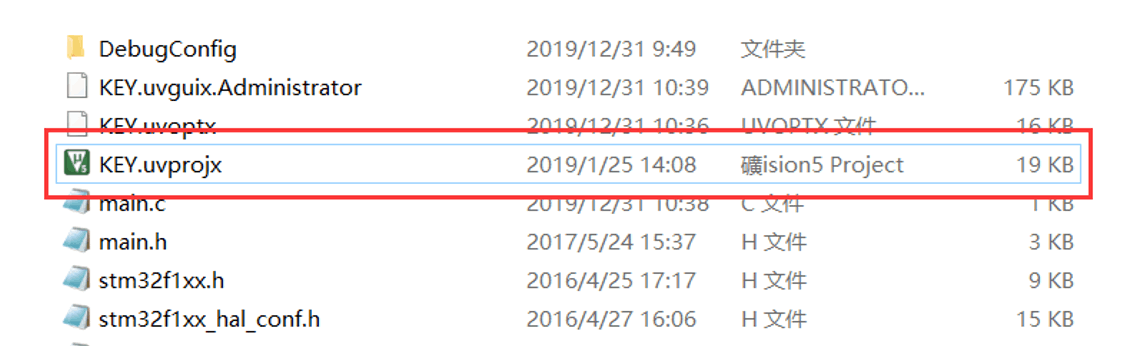 DebugConfig 2019/12/31 9:49 文件夹
KEY.uvguix.Administrator 2019/12/31 10:39 ADMINISTRATO... 175 KB
KEY.uvoptx 2019/12/31 10:36 UVOPTX 文件 16 KB
KEY.uvprojx 2019/1/25 14:08 礦ision5 Project 19 KB
main.c 2019/12/31 10:38 C 文件 1 KB
main.h 2017/5/24 15:37 H 文件 3 KB
stm32f1xx.h 2016/4/25 17:17 H 文件 9 KB
stm32f1xx_hal_conf.h 2016/4/27 16:06 H 文件 15 KB